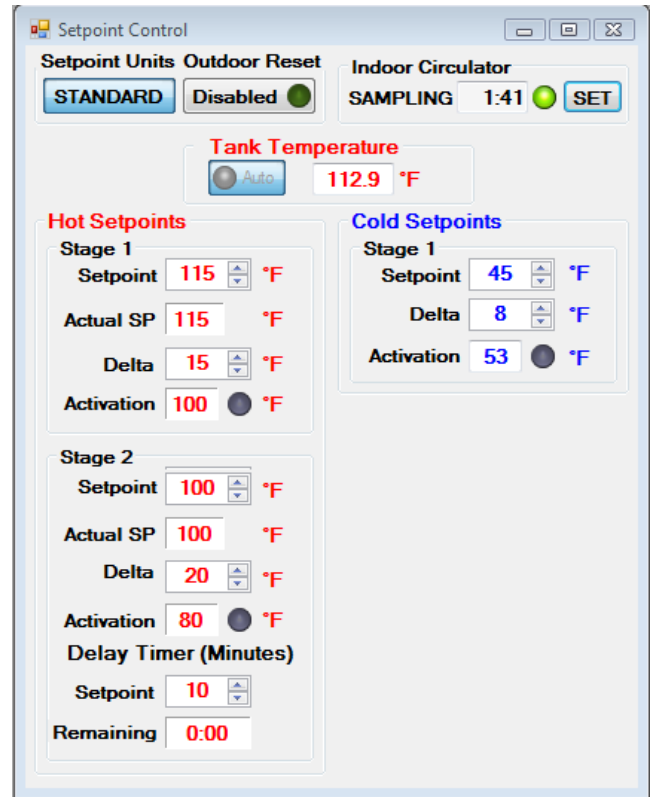 Setpoint Control
Setpoint Units Outdoor Reset
STANDARD Disabled
Indoor Circulator
SAMPLING 1:41 SET
Tank Temperature
Auto 112.9 °F
Hot Setpoints
Stage 1
Setpoint 115 °F
Actual SP 115 °F
Delta 15 °F
Activation 100 °F
Stage 2
Setpoint 100 °F
Actual SP 100 °F
Delta 20 °F
Activation 80 °F
Delay Timer (Minutes)
Setpoint 10
Remaining 0:00
Cold Setpoints
Stage 1
Setpoint 45 °F
Delta 8 °F
Activation 53 °F